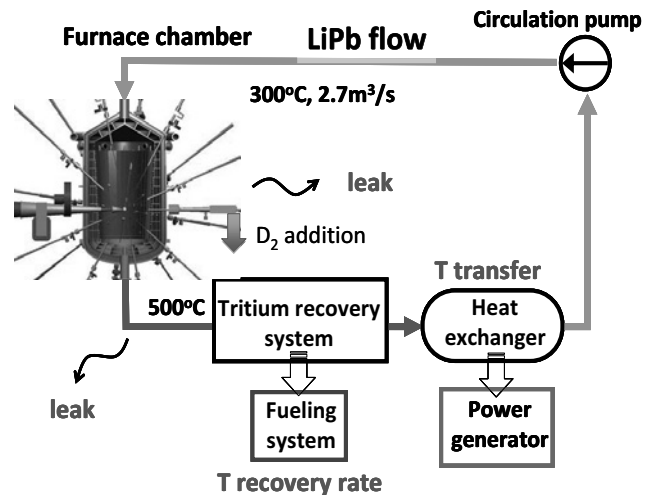 Circulation pump
Furnace chamber
LiPb flow
300°C, 2.7m³/s
leak
D₂ addition
T transfer
500°C
Tritium recovery
system
Heat
exchanger
leak
Fueling
system
Power
generator
T recovery rate